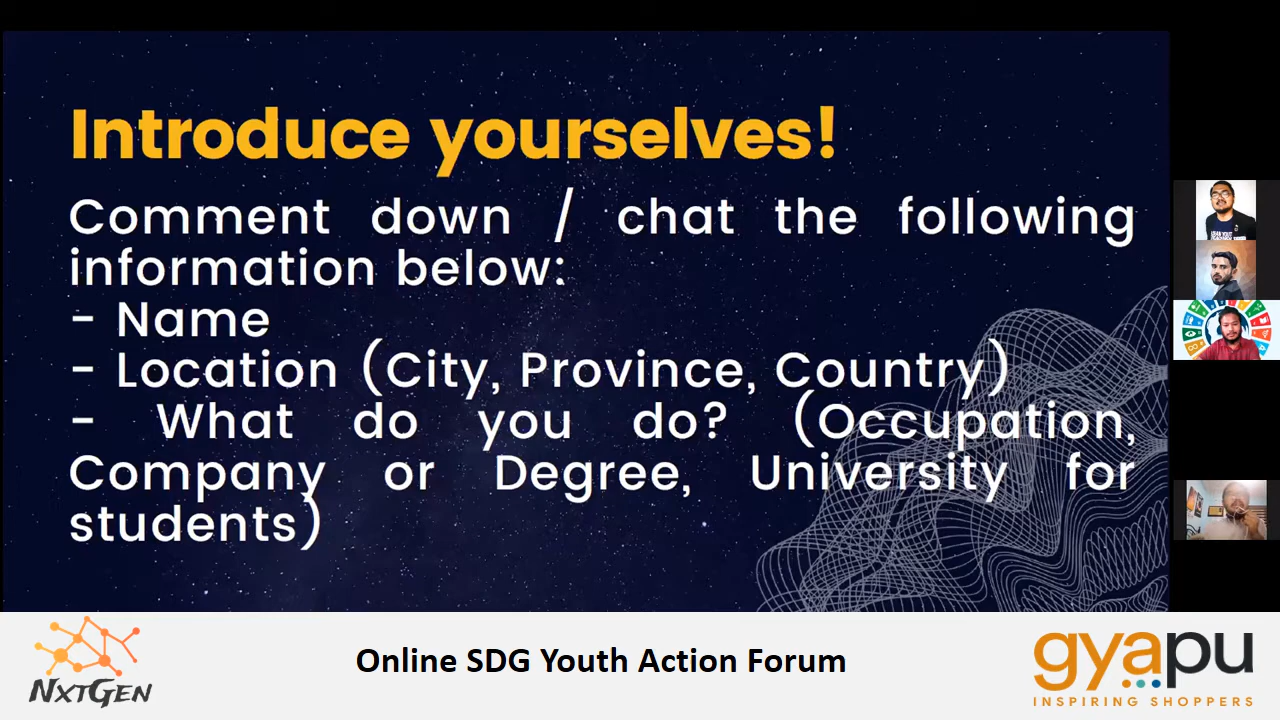 Introduce yourselves!
Comment down / chat the following
information below:
- Name
- Location (City, Province, Country)
- What do you do? (Occupation,
Company or Degree, University for
students)
NXTGEN
Online SDG Youth Action Forum
gyapu
INSPIRING SHOPPERS